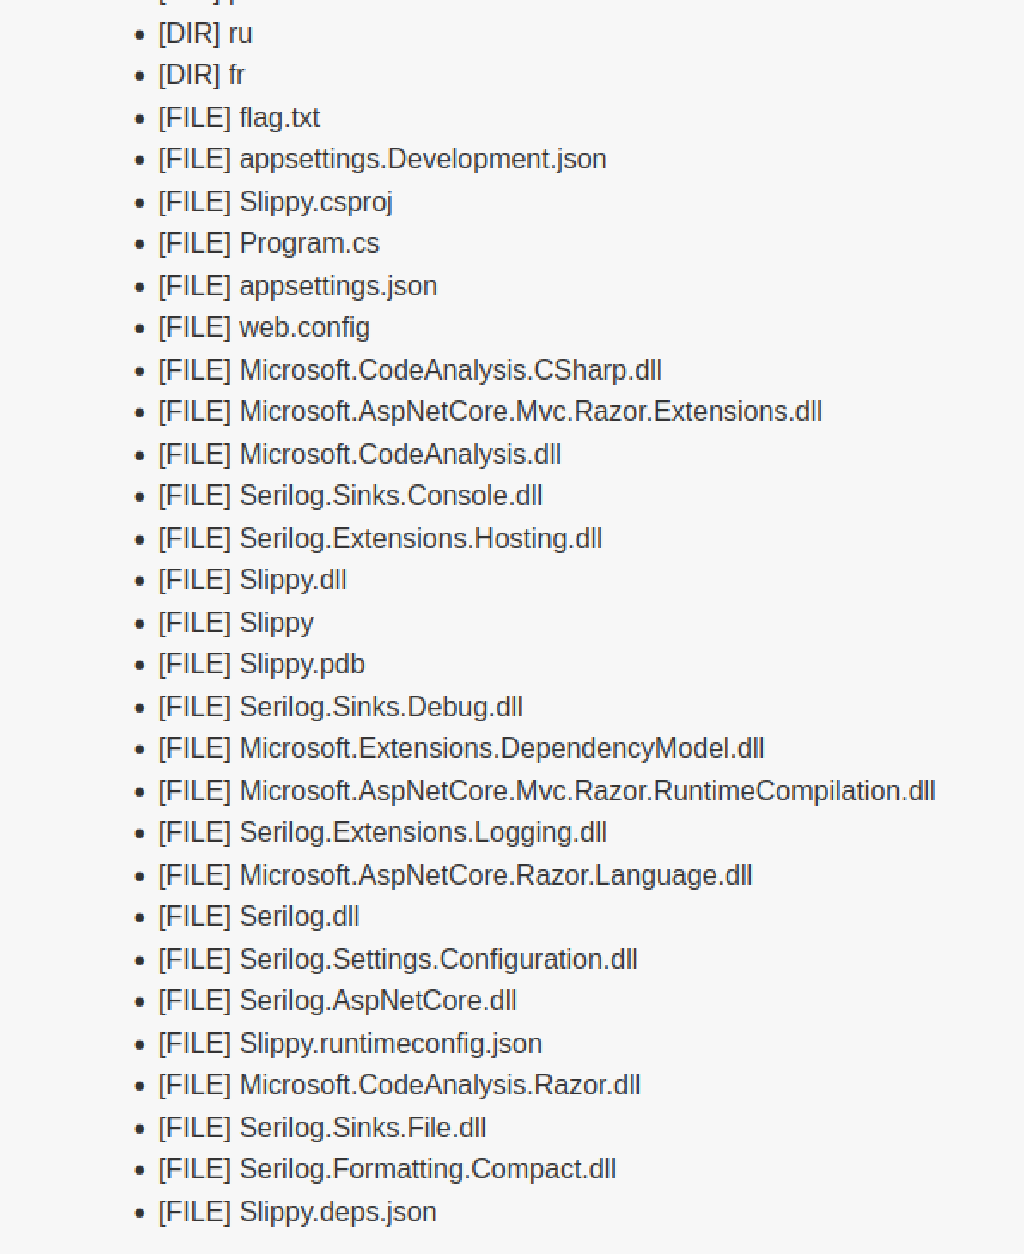 [DIR] ru
[DIR] fr
[FILE] flag.txt
[FILE] appsettings.Development.json
[FILE] Slippy.csproj
[FILE] Program.cs
[FILE] appsettings.json
[FILE] web.config
[FILE] Microsoft.CodeAnalysis.CSharp.dll
[FILE] Microsoft.AspNetCore.Mvc.Razor.Extensions.dll
[FILE] Microsoft.CodeAnalysis.dll
[FILE] Serilog.Sinks.Console.dll
[FILE] Serilog.Extensions.Hosting.dll
[FILE] Slippy.dll
[FILE] Slippy
[FILE] Slippy.pdb
[FILE] Serilog.Sinks.Debug.dll
[FILE] Microsoft.Extensions.DependencyModel.dll
[FILE] Microsoft.AspNetCore.Mvc.Razor.RuntimeCompilation.dll
[FILE] Serilog.Extensions.Logging.dll
[FILE] Microsoft.AspNetCore.Razor.Language.dll
[FILE] Serilog.dll
[FILE] Serilog.Settings.Configuration.dll
[FILE] Serilog.AspNetCore.dll
[FILE] Slippy.runtimeconfig.json
[FILE] Microsoft.CodeAnalysis.Razor.dll
[FILE] Serilog.Sinks.File.dll
[FILE] Serilog.Formatting.Compact.dll
[FILE] Slippy.deps.json